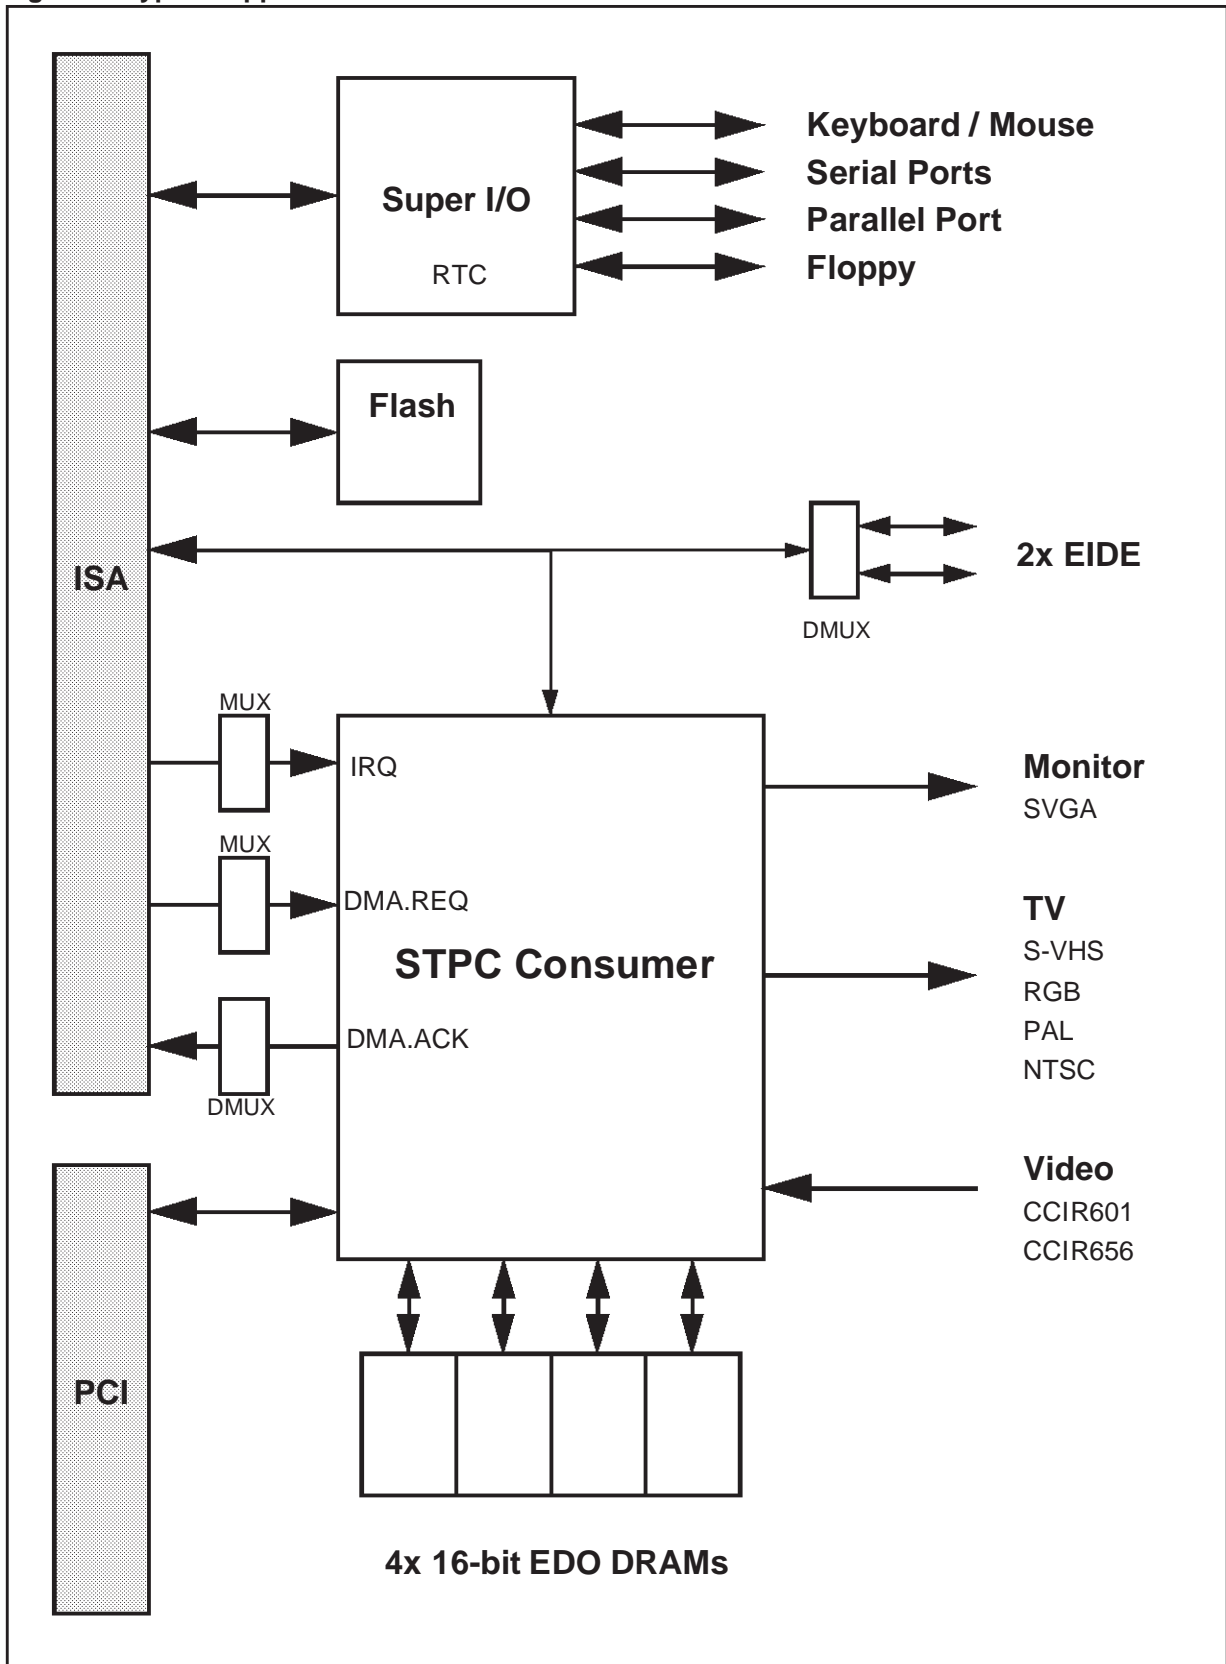 Keyboard / Mouse
Serial Ports
Super I/O
Parallel Port
RTC
Floppy
Flash
ISA
2x EIDE
DMUX
MUX
IRQ
Monitor
SVGA
MUX
DMA.REQ
TV
STPC Consumer
S-VHS
RGB
DMA.ACK
PAL
NTSC
DMUX
Video
CCIR601
CCIR656
PCI
4x 16-bit EDO DRAMs